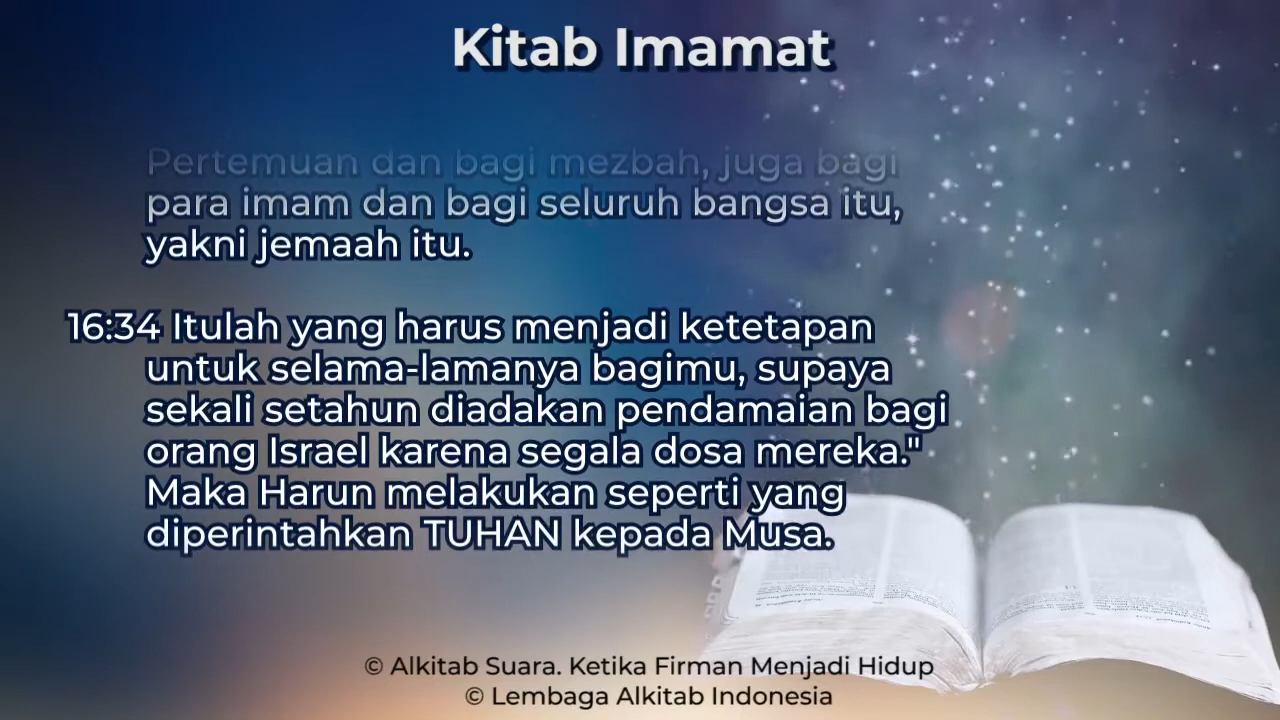 Kitab Imamat
Pertemuan dan bagi mezbah, juga bagi
para imam dan bagi seluruh bangsa itu,
yakni jemaah itu.
16:34 Itulah yang harus menjadi ketetapan
untuk selama-lamanya bagimu, supaya
sekali setahun diadakan pendamaian bagi
orang Israel karena segala dosa mereka."
Maka Harun melakukan seperti yang
diperintahkan TUHAN kepada Musa.
© Alkitab Suara. Ketika Firman Menjadi Hidup
© Lembaga Alkitab Indonesia